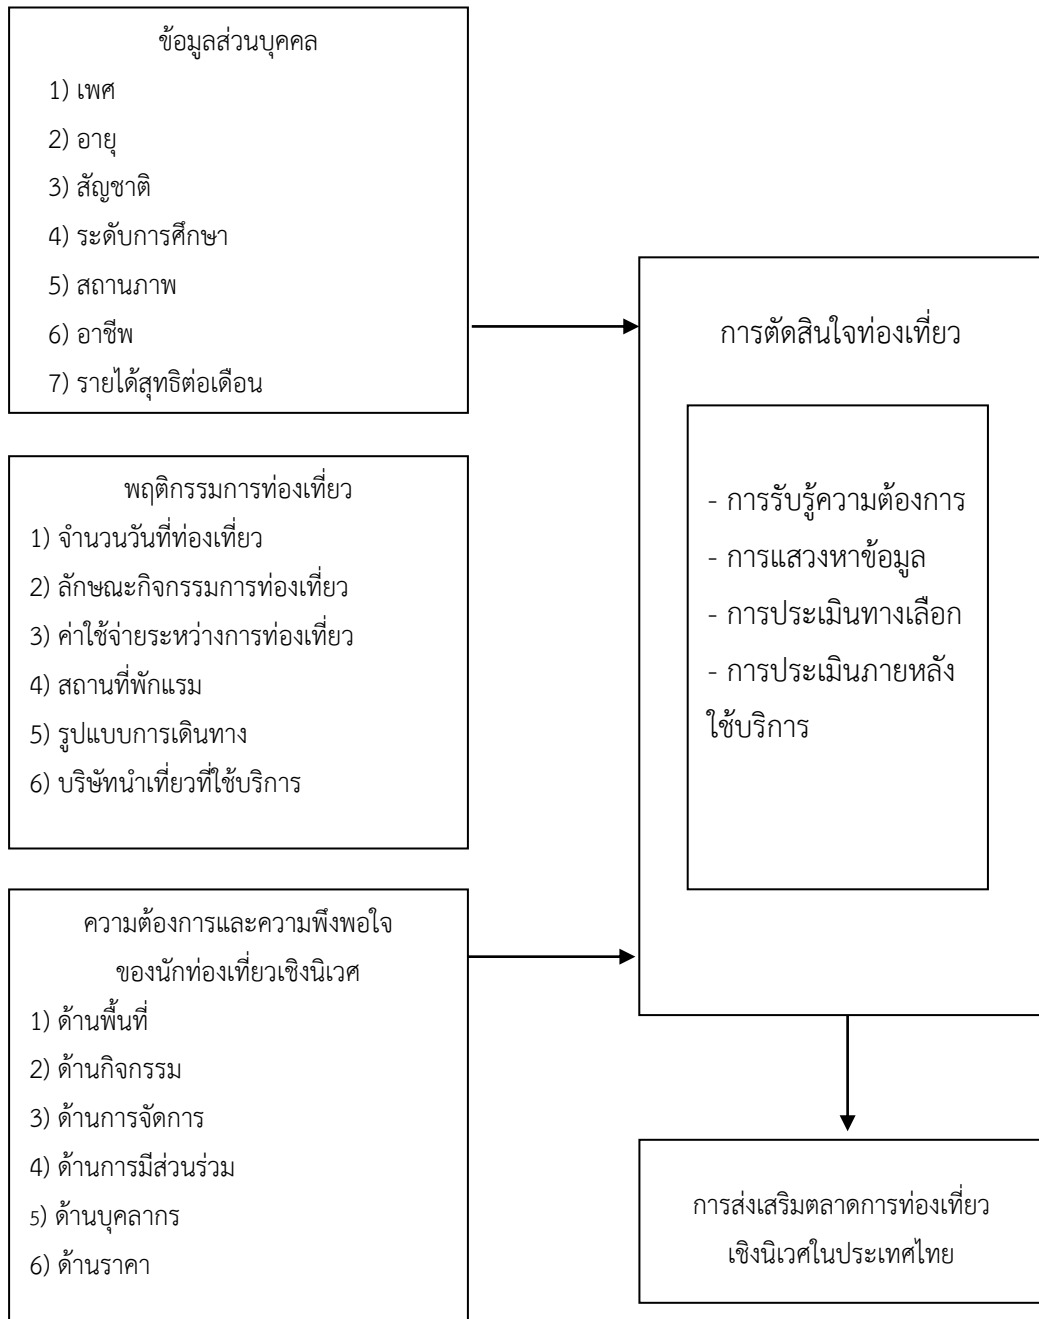 ข้อมูลส่วนบุคคล
1) เพศ
2) อายุ
3) สัญชาติ
4) ระดับการศึกษา
5) สถานภาพ
6) อาชีพ
7) รายได้สุทธิต่อเดือน
พฤติกรรมการท่องเที่ยว
1) จำนวนวันที่ท่องเที่ยว
2) ลักษณะกิจกรรมการท่องเที่ยว
3) ค่าใช้จ่ายระหว่างการท่องเที่ยว
4) สถานที่พักแรม
5) รูปแบบการเดินทาง
6) บริษัทนำเที่ยวที่ใช้บริการ
ความต้องการและความพึงพอใจ
ของนักท่องเที่ยวเชิงนิเวศ
1) ด้านพื้นที่
2) ด้านกิจกรรม
3) ด้านการจัดการ
4) ด้านการมีส่วนร่วม
5) ด้านบุคลากร
6) ด้านราคา
การตัดสินใจท่องเที่ยว
- การรับรู้ความต้องการ
- การแสวงหาข้อมูล
- การประเมินทางเลือก
- การประเมินภายหลัง
ใช้บริการ
การส่งเสริมตลาดการท่องเที่ยว
เชิงนิเวศในประเทศไทย